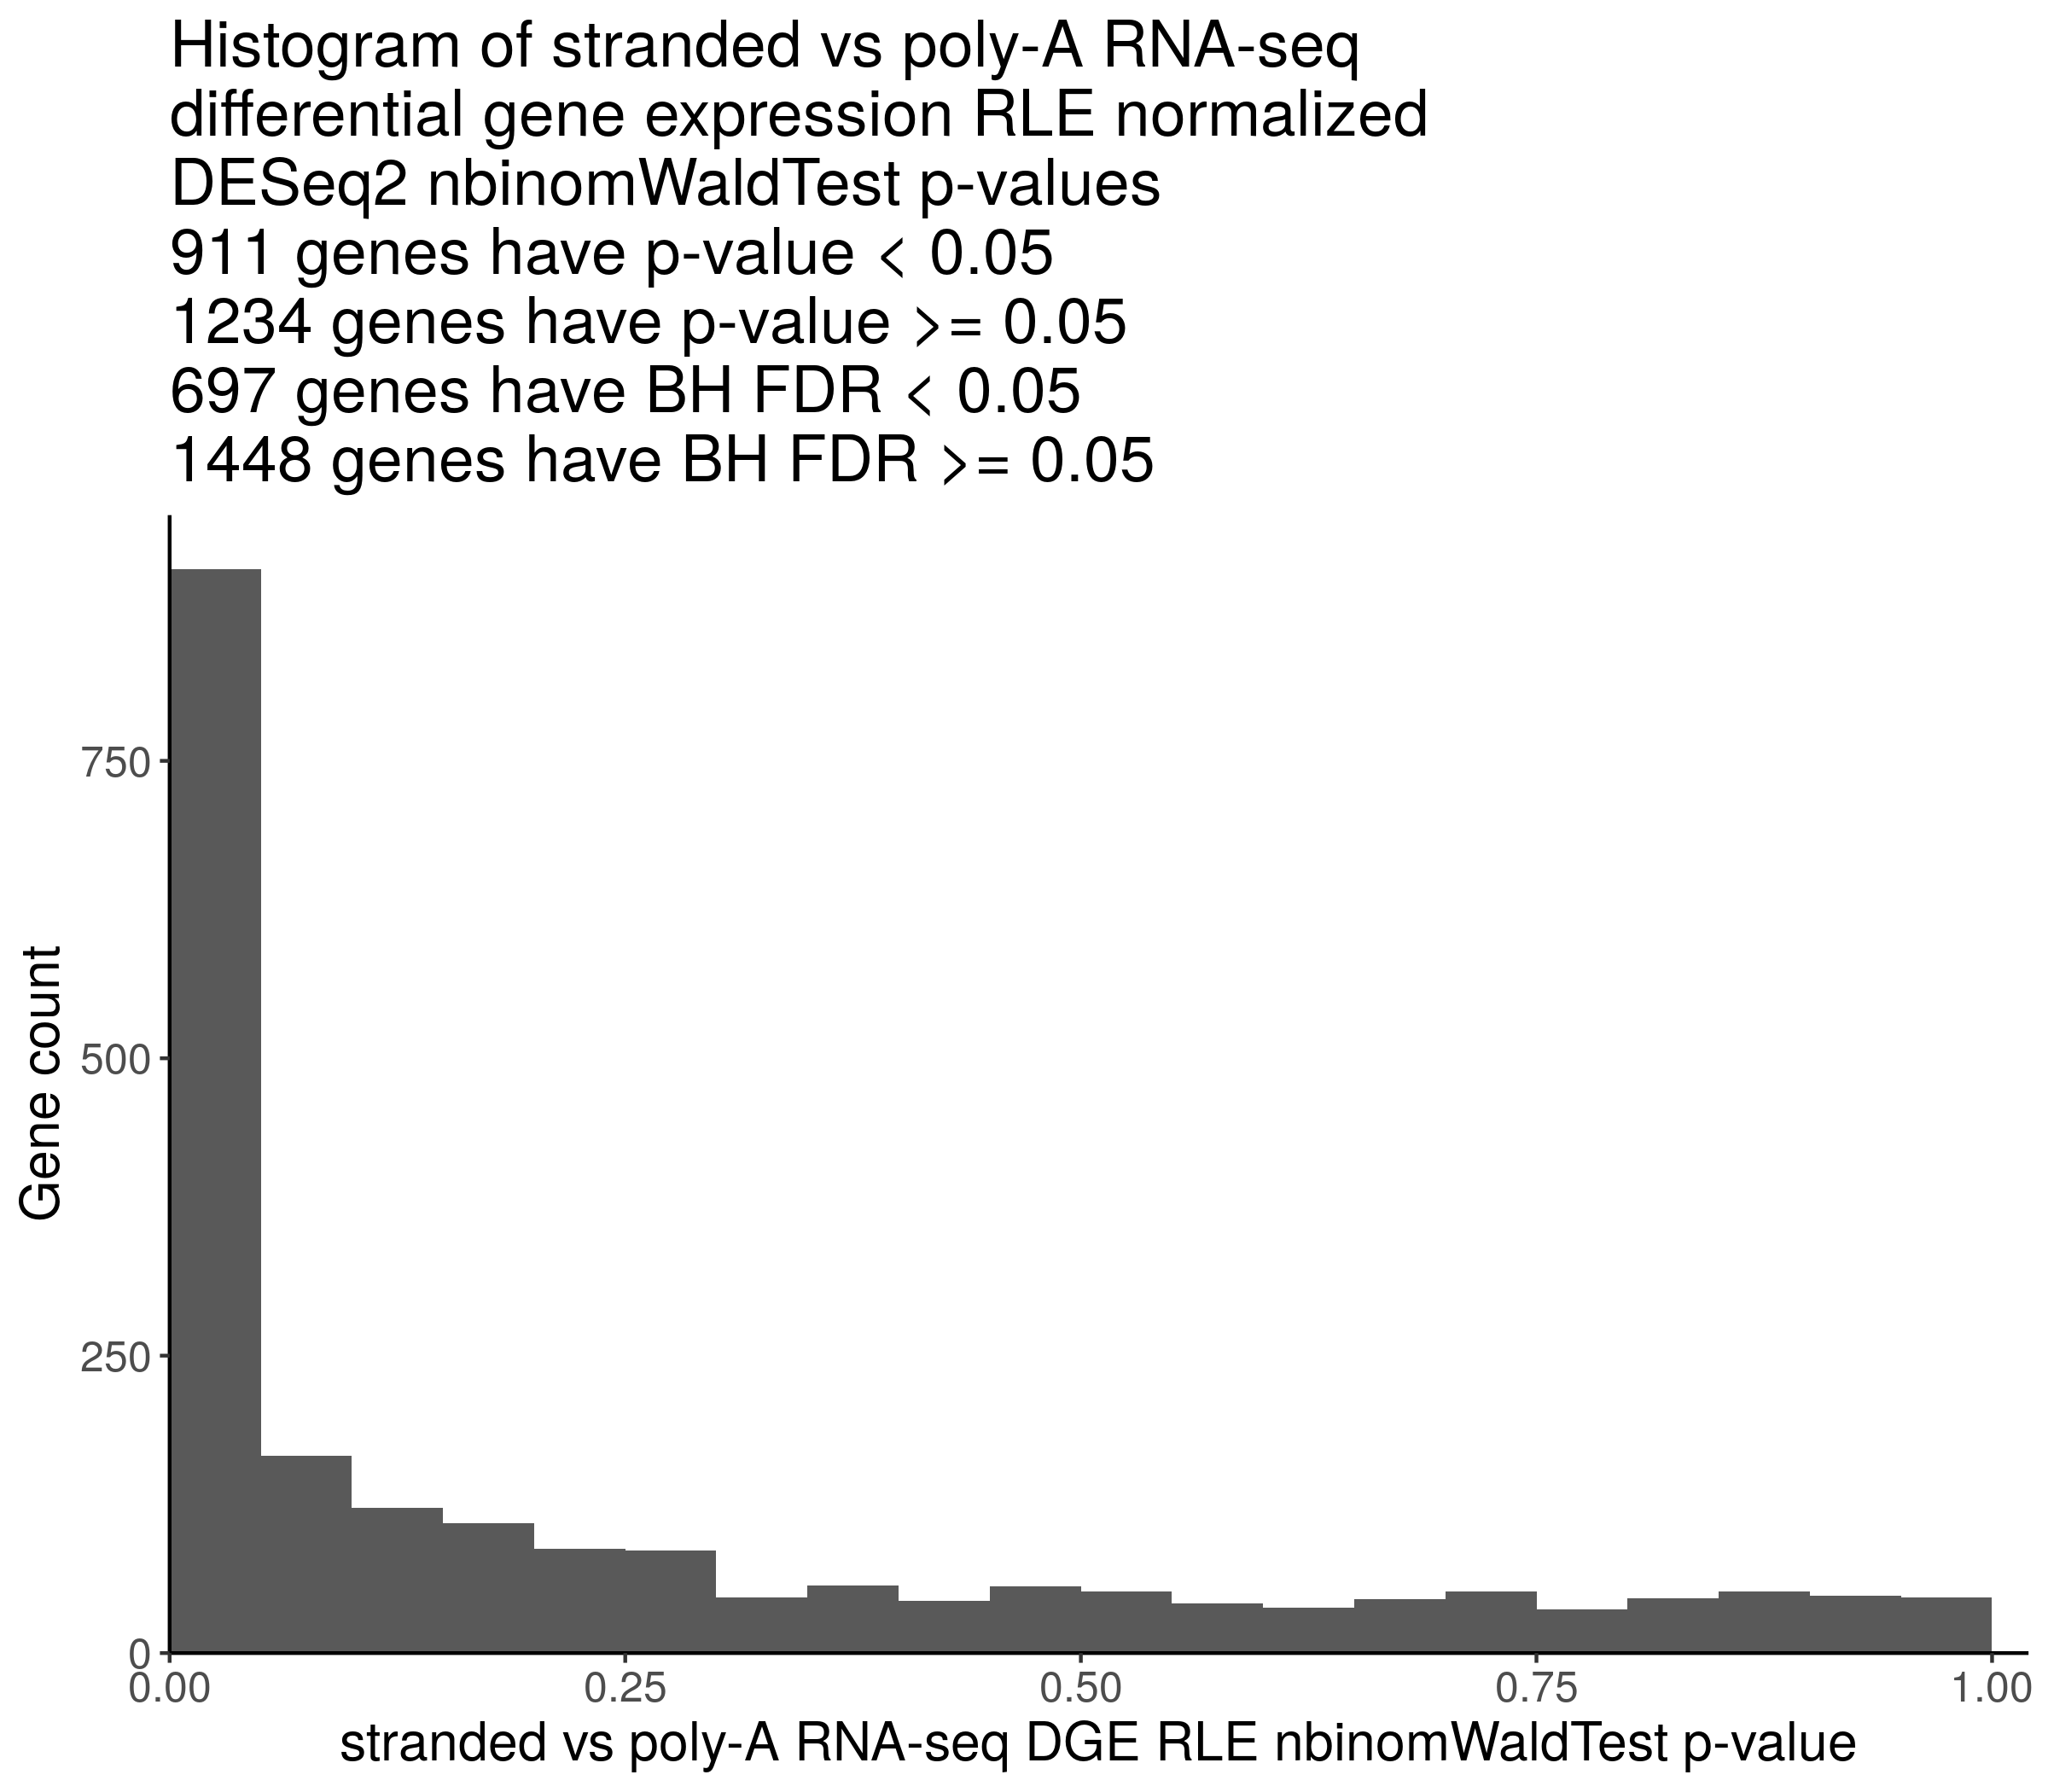 Histogram of stranded vs poly-A RNA-seq
differential gene expression RLE normalized
DESeq2 nbinomWaldTest p-values
911 genes have p-value < 0.05
1234 genes have p-value >= 0.05
697 genes have BH FDR < 0.05
1448 genes have BH FDR >= 0.05
Gene count
750
500
250
0
0.00 0.25 0.50 0.75 1.00
stranded vs poly-A RNA-seq DGE RLE nbinomWaldTest p-value